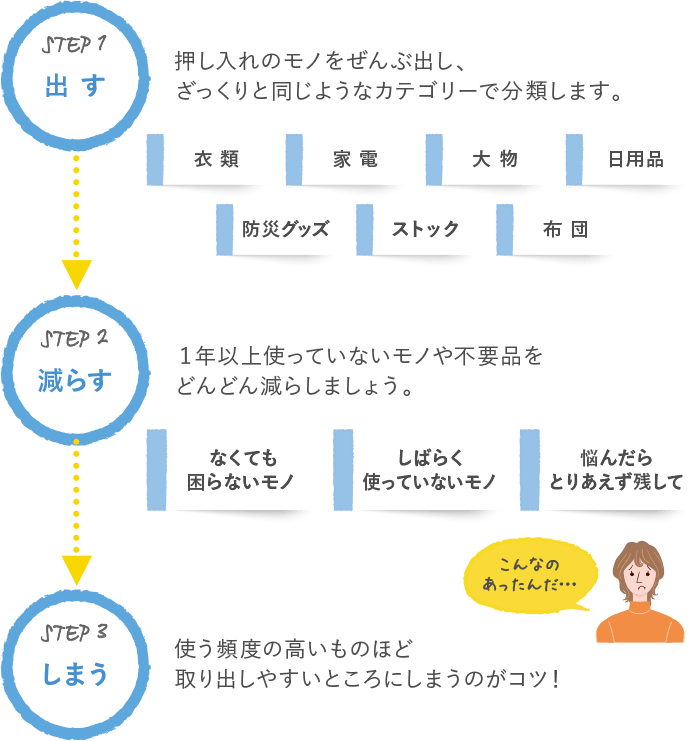 STEP 1
出す
押し入れのモノをぜんぶ出し、
ざっくりと同じようなカテゴリーで分類します。
衣類
家電
大物
日用品
防災グッズ
ストック
布団
STEP 2
減らす
1年以上使っていないモノや不要品を
どんどん減らしましょう。
なくても
困らないモノ
しばらく
使っていないモノ
悩んだら
とりあえず残して
こんなの
あったんだ…
STEP 3
しまう
使う頻度の高いものほど
取り出しやすいところにしまうのがコツ！